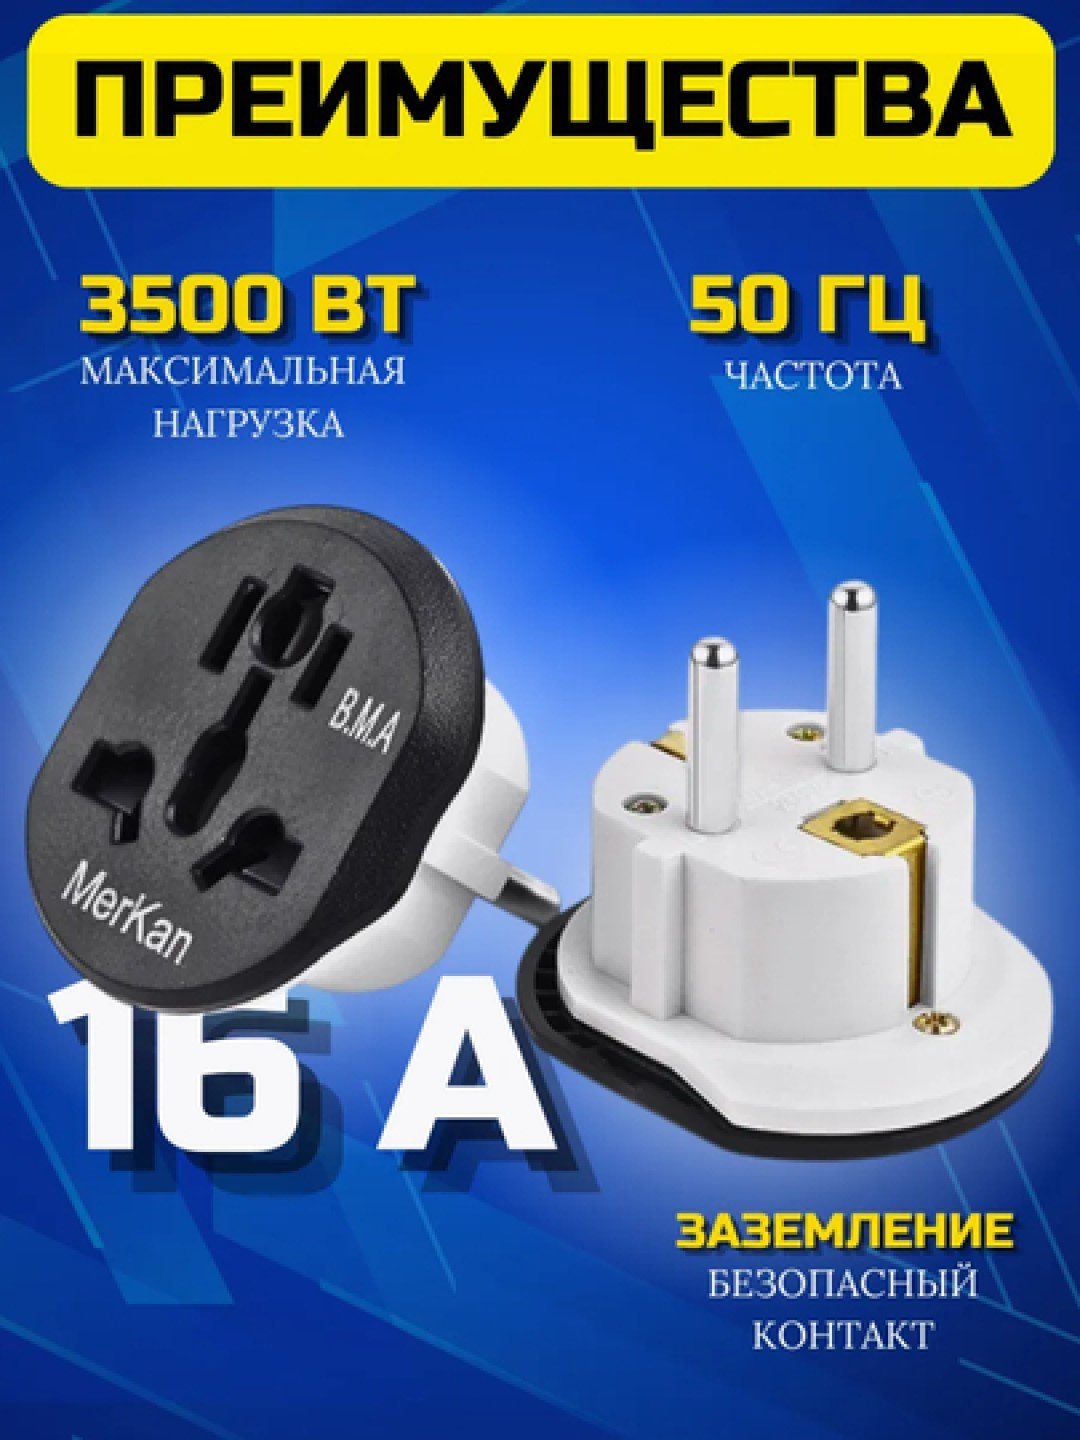 ПРЕИМУЩЕСТВА
3500 ВТ
МАКСИМАЛЬНАЯ
НАГРУЗКА
50 ГЦ
ЧАСТОТА
B.M.A
MerKan
16 А
ЗАЗЕМЛЕНИЕ
БЕЗОПАСНЫЙ
КОНТАКТ